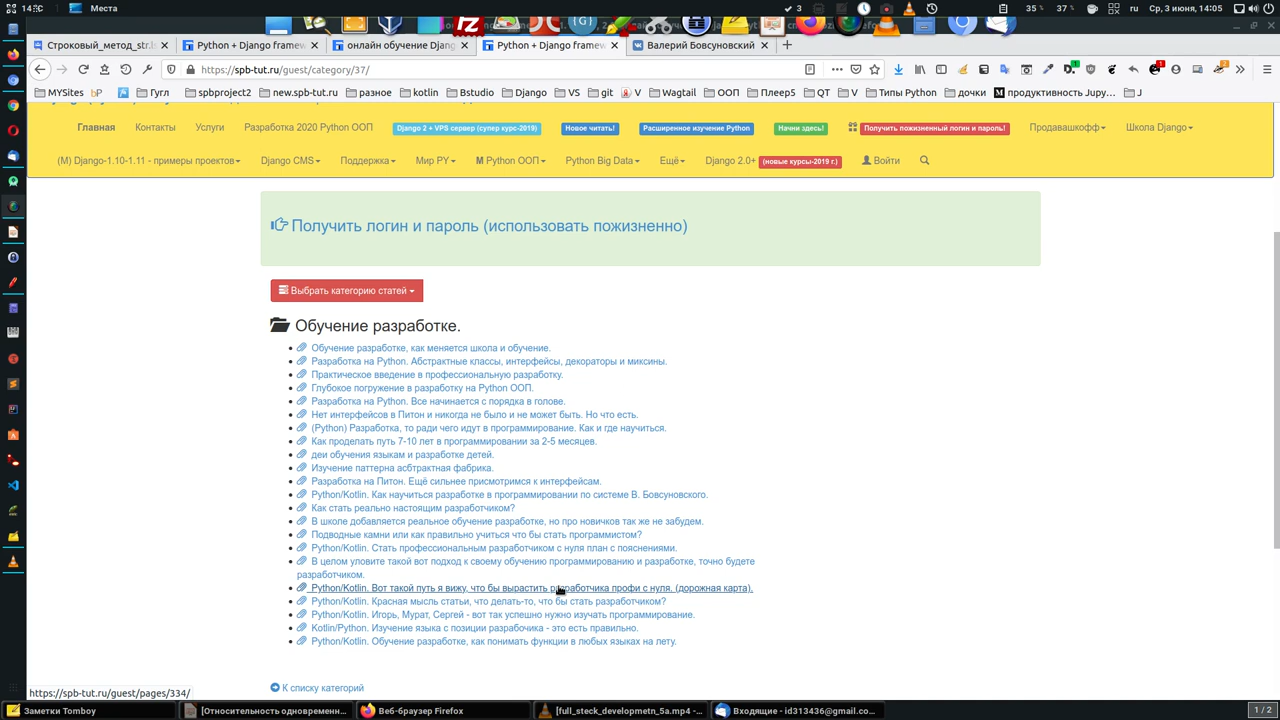 Места
3
35 %
37 %
ru
Ср, 3 июня, 14:05
Строковый_метод_str.b
Python + Django framew
онлайн обучение Djang
Python + Django framew
Валерий Бовсуновский
https://spb-tut.ru/guest/category/37/
MYSites
Гугл
spbproject2
new.spb-tut.ru
разное
kotlin
Bstudio
Django
VS
git
V
Wagtail
ООП
Плеер5
QT
V
Типы Python
дочки
продуктивность Jupy…
J
Главная
Контакты
Услуги
Разработка 2020 Python ООП
Django 2 + VPS сервер (супер курс-2019)
Новое читать!
Расширенное изучение Python
Начни здесь!
Получить пожизненный логин и пароль!
Продавашкофф
Школа Django
(М) Django-1.10-1.11 - примеры проектов
Django CMS
Поддержка
Мир PY
М Python ООП
Python Big Data
Ещё
Django 2.0+ (новые курсы-2019 г.)
Войти
Получить логин и пароль (использовать пожизненно)
Выбрать категорию статей
Обучение разработке.
Обучение разработке, как меняется школа и обучение.
Разработка на Python. Абстрактные классы, интерфейсы, декораторы и миксины.
Практическое введение в профессиональную разработку.
Глубокое погружение в разработку на Python ООП.
Разработка на Python. Все начинается с порядка в голове.
Нет интерфейсов в Питон и никогда не было и не может быть. Но что есть.
(Python) Разработка, то ради чего идут в программирование. Как и где научиться.
Как проделать путь 7-10 лет в программировании за 2-5 месяцев.
деи обучения языкам и разработке детей.
Изучение паттерна асбтрактная фабрика.
Разработка на Питон. Ещё сильнее присмотримся к интерфейсам.
Python/Kotlin. Как научиться разработке в программировании по системе В. Бовсуновского.
Как стать реально настоящим разработчиком?
В школе добавляется реальное обучение разработке, но про новичков так же не забудем.
Подводные камни или как правильно учиться что бы стать программистом?
Python/Kotlin. Стать профессиональным разработчиком с нуля план с пояснениями.
В целом уловите такой вот подход к своему обучению программированию и разработке, точно будете
разработчиком.
Python/Kotlin. Вот такой путь я вижу, что бы вырастить разработчика профи с нуля. (дорожная карта).
Python/Kotlin. Красная мысль статьи, что делать-то, что бы стать разработчиком?
Python/Kotlin. Игорь, Мурат, Сергей - вот так успешно нужно изучать программирование.
Kotlin/Python. Изучение языка с позиции разрабочика - это есть правильно.
Python/Kotlin. Обучение разработке, как понимать функции в любых языках на лету.
К списку категорий
https://spb-tut.ru/guest/pages/334/
Заметки Tomboy
[Относительность одновременн…
Веб-браузер Firefox
[full_steck_developmetn_5a.mp4 -…
Входящие - id313436@gmail.co…
1 / 2